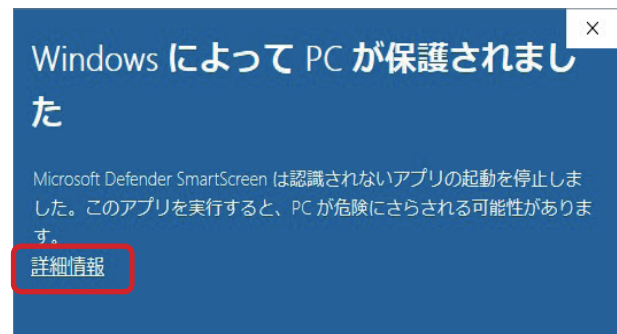 Windows によって PC が保護されまし
た
Microsoft Defender SmartScreen は認識されないアプリの起動を停止しま
した。このアプリを実行すると、PC が危険にさらされる可能性がありま
す。
詳細情報